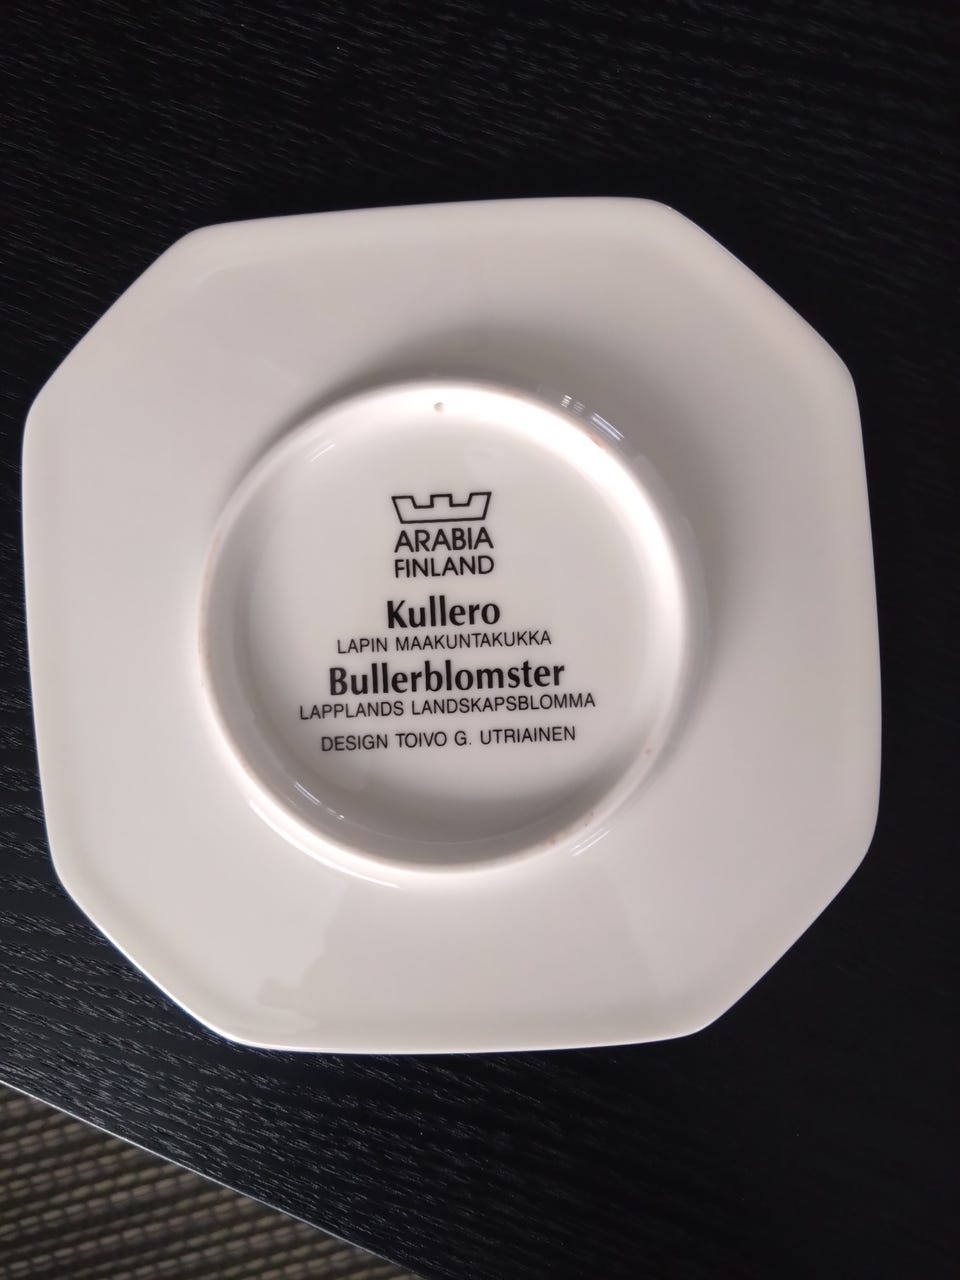 ARABIA
FINLAND
Kullero
LAPIN MAAKUNTAKUKKA
Bullerblomster
LAPPLANDS LANDSKAPSBLOMMA
DESIGN TOIVO G. UTRIAINEN